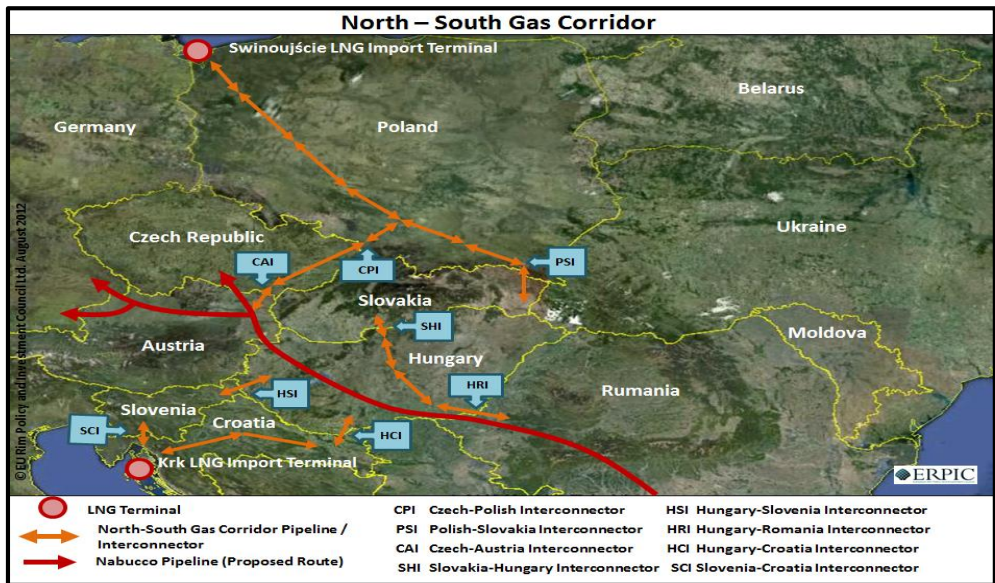 North – South Gas Corridor
Swinoujście LNG Import Terminal
Belarus
Germany
Poland
Ukraine
Czech Republic
CAI
CPI
PSI
Slovakia
SHI
Moldova
Austria
Hungary
HRI
Rumania
HSI
Slovenia
Croatia
SCI
HCI
Krk LNG Import Terminal
© EU Rim Policy and Investment Council Ltd. August 2012
ERPIC
LNG Terminal
North-South Gas Corridor Pipeline /
Interconnector
Nabucco Pipeline (Proposed Route)
CPI Czech-Polish Interconnector
PSI Polish-Slovakia Interconnector
CAI Czech-Austria Interconnector
SHI Slovakia-Hungary Interconnector
HSI Hungary-Slovenia Interconnector
HRI Hungary-Romania Interconnector
HCI Hungary-Croatia Interconnector
SCI Slovenia-Croatia Interconnector